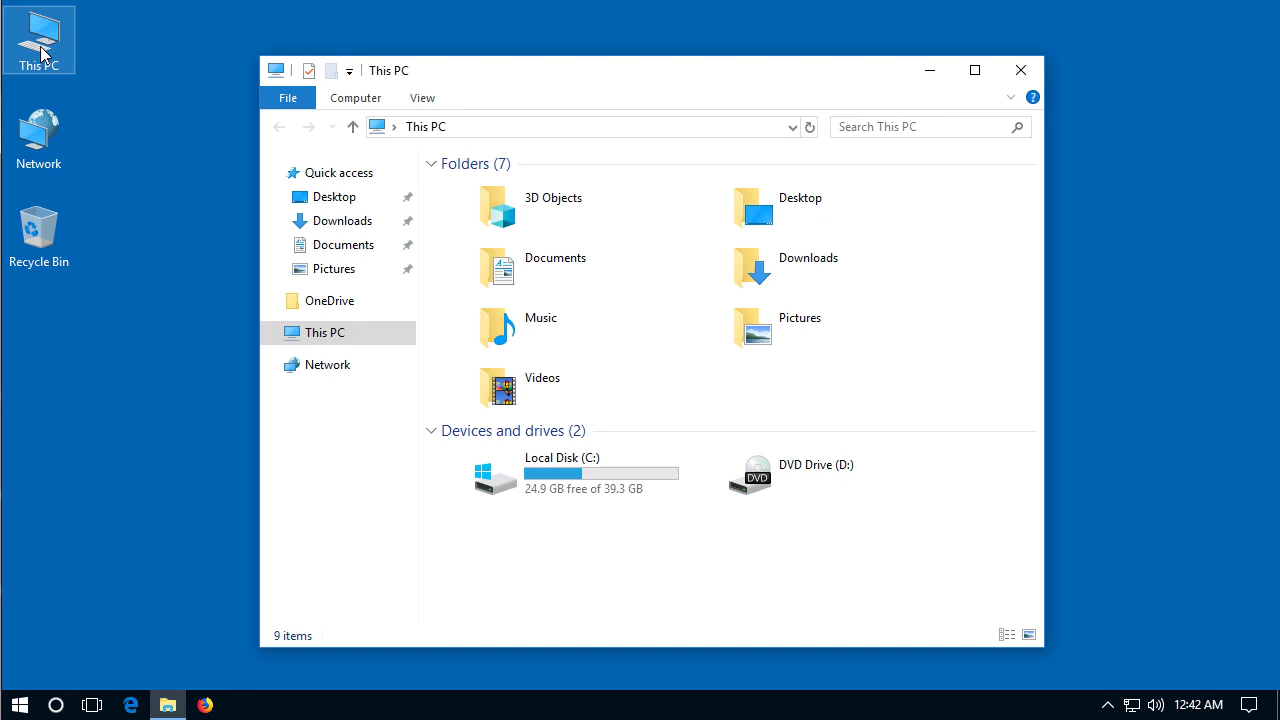 This PC
Network
Recycle Bin
This PC
File
Computer
View
This PC
Search This PC
Quick access
Desktop
Downloads
Documents
Pictures
OneDrive
This PC
Network
Folders (7)
3D Objects
Desktop
Documents
Downloads
Music
Pictures
Videos
Devices and drives (2)
Local Disk (C:)
24.9 GB free of 39.3 GB
DVD
DVD Drive (D:)
9 items
12:42 AM